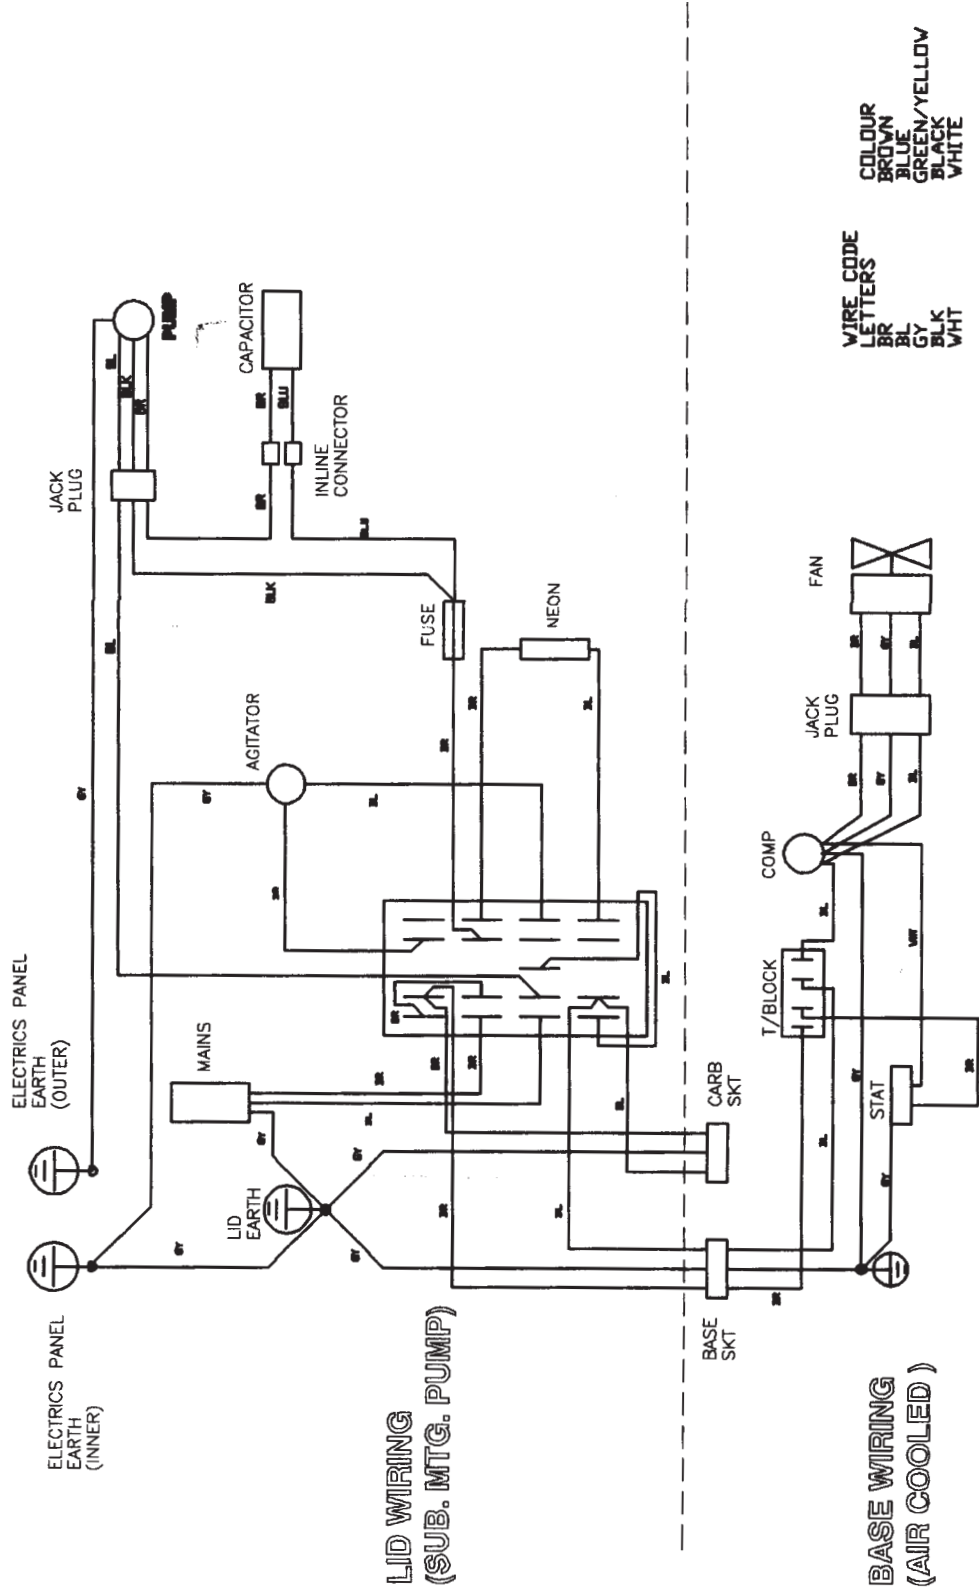 ELECTRICS PANEL
EARTH
(INNER)
ELECTRICS PANEL
EARTH
(OUTER)
GY
JACK
PLUG
BL
BLK
BR
PUMP
BL
GY
LID
EARTH
MAINS
GY
BL
BR
GY
GY
AGITATOR
GY
BR
BL
BLK
BR
BR
BLU
CAPACITOR
INLINE
CONNECTOR
BLU
FUSE
BR
BR
NEON
BL
BR
BR
BR
BL
BL
BR
BL
LID WIRING
(SUB. MTG. PUMP)
BASE
SKT
CARB
SKT
BR
T/BLOCK
BL
BL
COMP
STAT
GY
GY
WHT
BR
JACK
PLUG
BR
GY
BL
FAN
BR
GY
BL
BASE WIRING
(AIR COOLED )
WIRE CODE
LETTERS
BR
BL
GY
BLK
WHT
COLOUR
BROWN
BLUE
GREEN/YELLOW
BLACK
WHITE